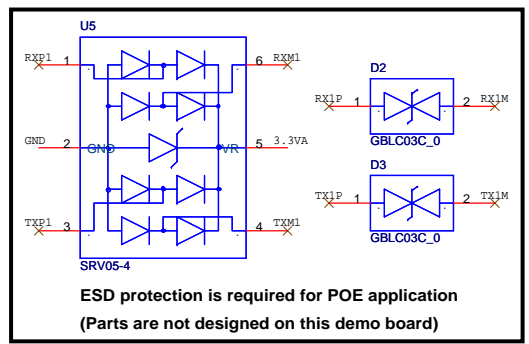 U5
RXP1 1 6 RXM1
GND 2 GND VR 5 3.3VA
TXP1 3 4 TXM1
SRV05-4
D2
RX1P 1 2 RX1M
GBLC03C_0
D3
TX1P 1 2 TX1M
GBLC03C_0
ESD protection is required for POE application
(Parts are not designed on this demo board)